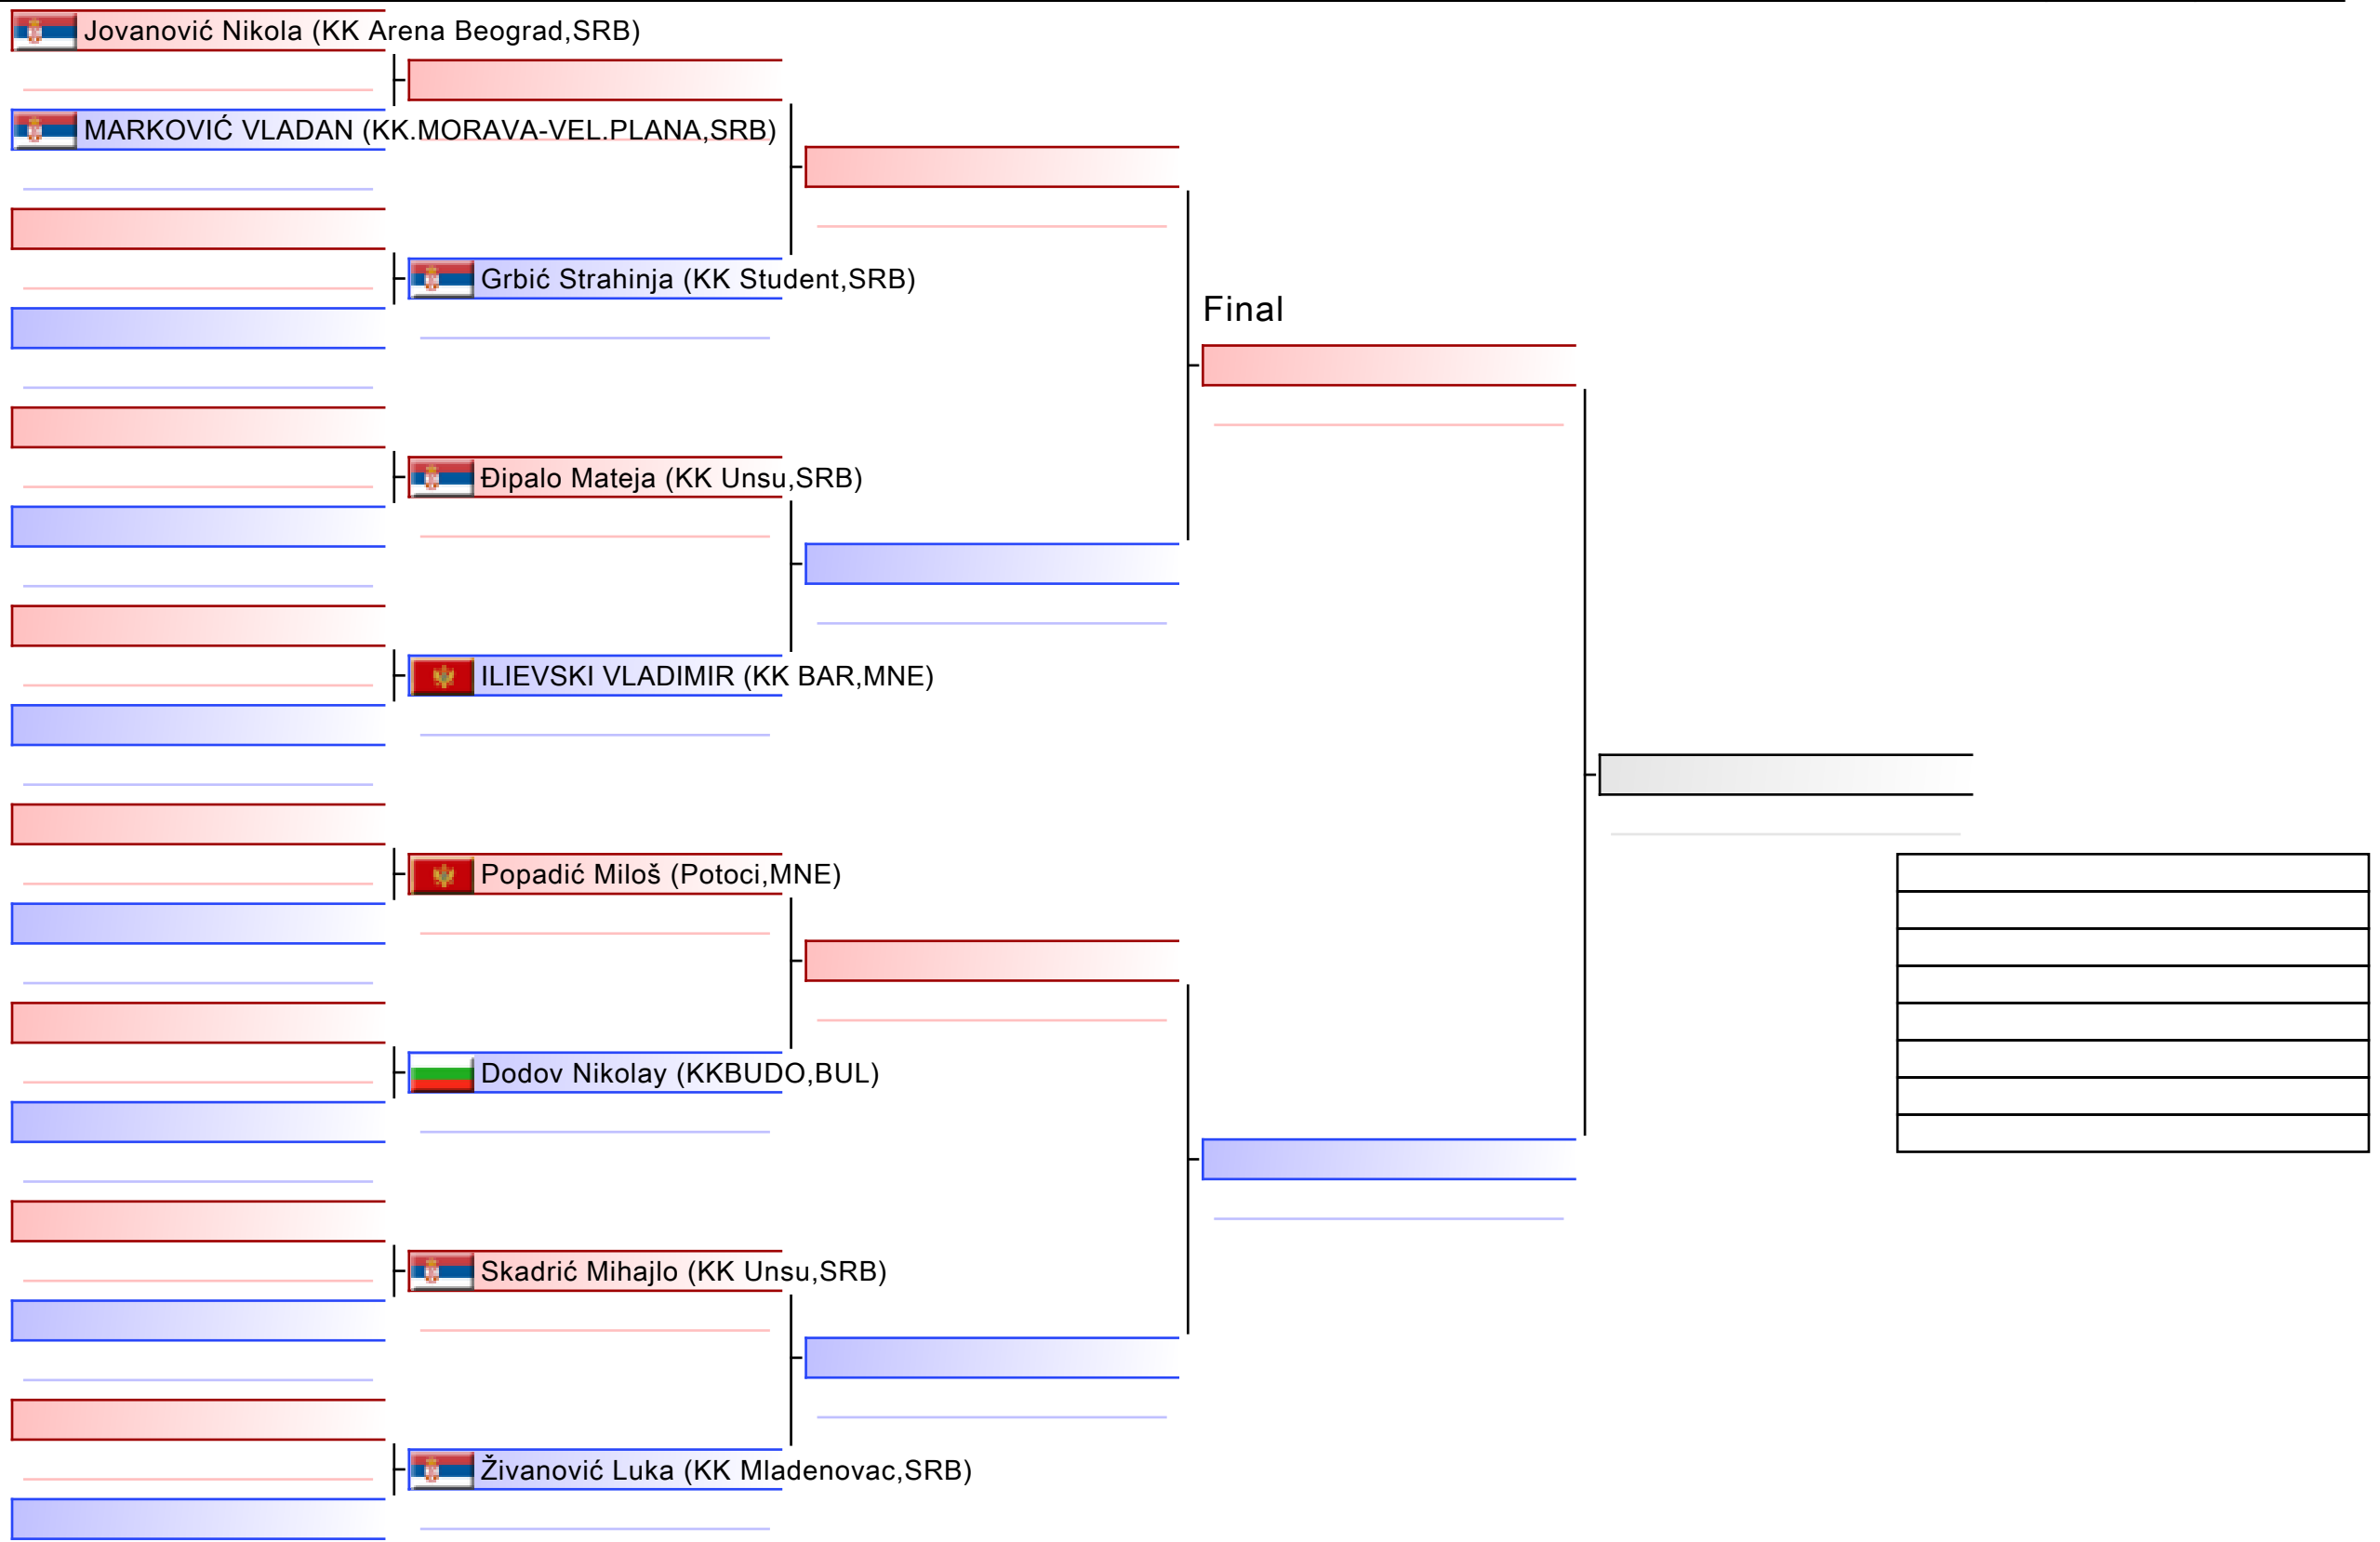 Jovanović Nikola (KK Arena Beograd,SRB)
MARKOVIĆ VLADAN (KK.MORAVA-VEL.PLANA,SRB)
Grbić Strahinja (KK Student,SRB)
Final
Đipalo Mateja (KK Unsu,SRB)
ILIEVSKI VLADIMIR (KK BAR,MNE)
Popadić Miloš (Potoci,MNE)
Dodov Nikolay (KKBUDO,BUL)
Skadrić Mihajlo (KK Unsu,SRB)
Živanović Luka (KK Mladenovac,SRB)